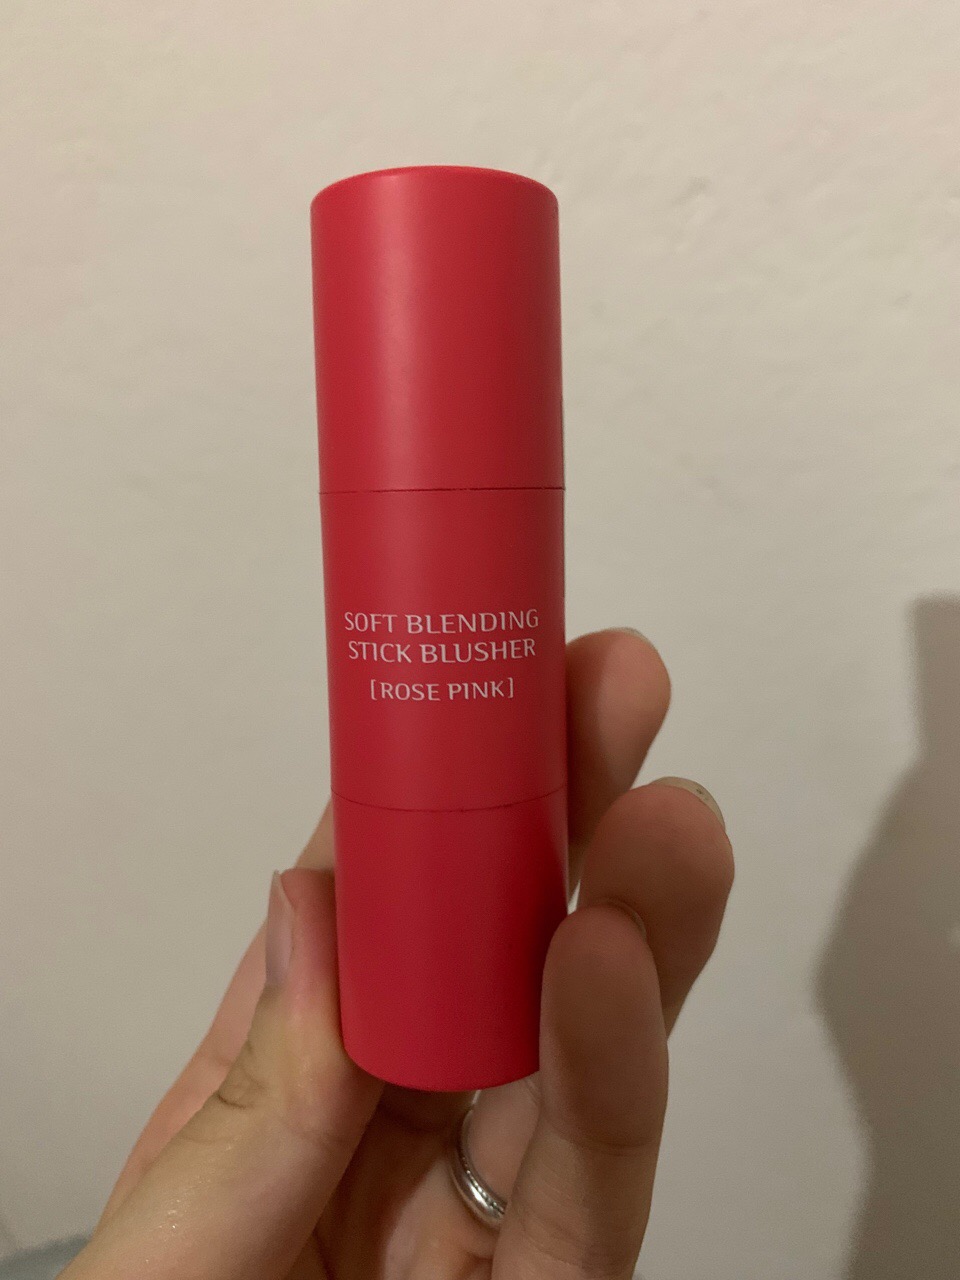 SOFT BLENDING
STICK BLUSHER
[ROSE PINK]